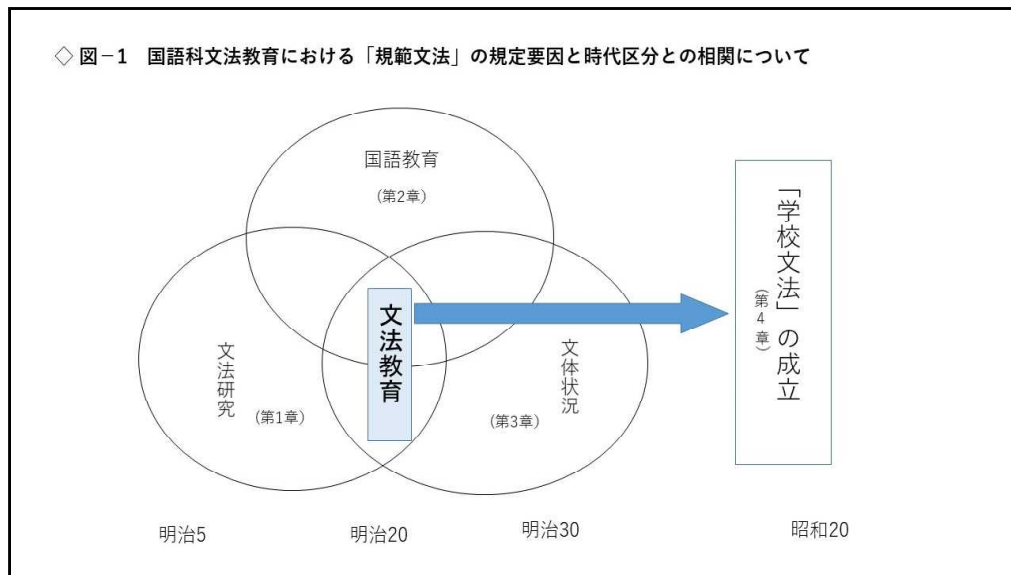 ◇ 図－1　国語科文法教育における「規範文法」の規定要因と時代区分との相関について
国語教育
(第2章)
文法研究
(第1章)
文法教育
文体状況
(第3章)
「学校文法」の成立
(第4章)
明治5
明治20
明治30
昭和20